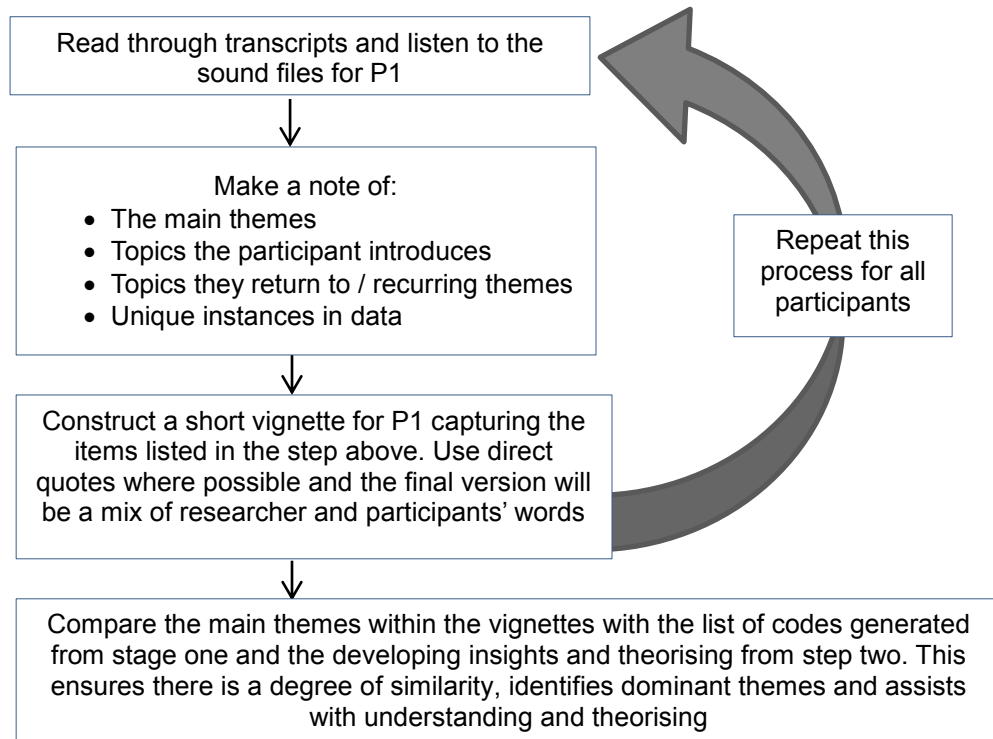 Read through transcripts and listen to the
sound files for P1
Make a note of:
• The main themes
• Topics the participant introduces
• Topics they return to / recurring themes
• Unique instances in data
Repeat this
process for all
participants
Construct a short vignette for P1 capturing the
items listed in the step above. Use direct
quotes where possible and the final version will
be a mix of researcher and participants’ words
Compare the main themes within the vignettes with the list of codes generated
from stage one and the developing insights and theorising from step two. This
ensures there is a degree of similarity, identifies dominant themes and assists
with understanding and theorising